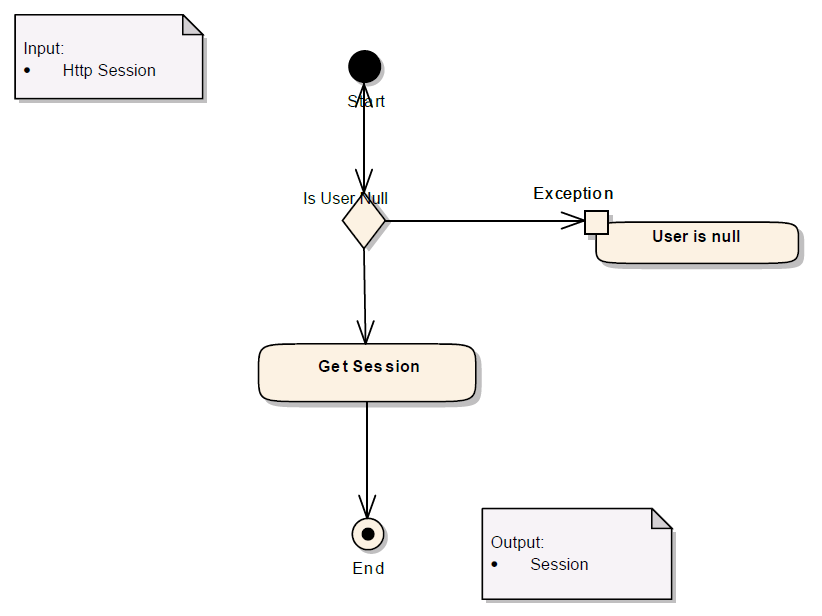 Input:
• Http Session
Start
Is User Null
Exception
User is null
Get Session
End
Output:
• Session